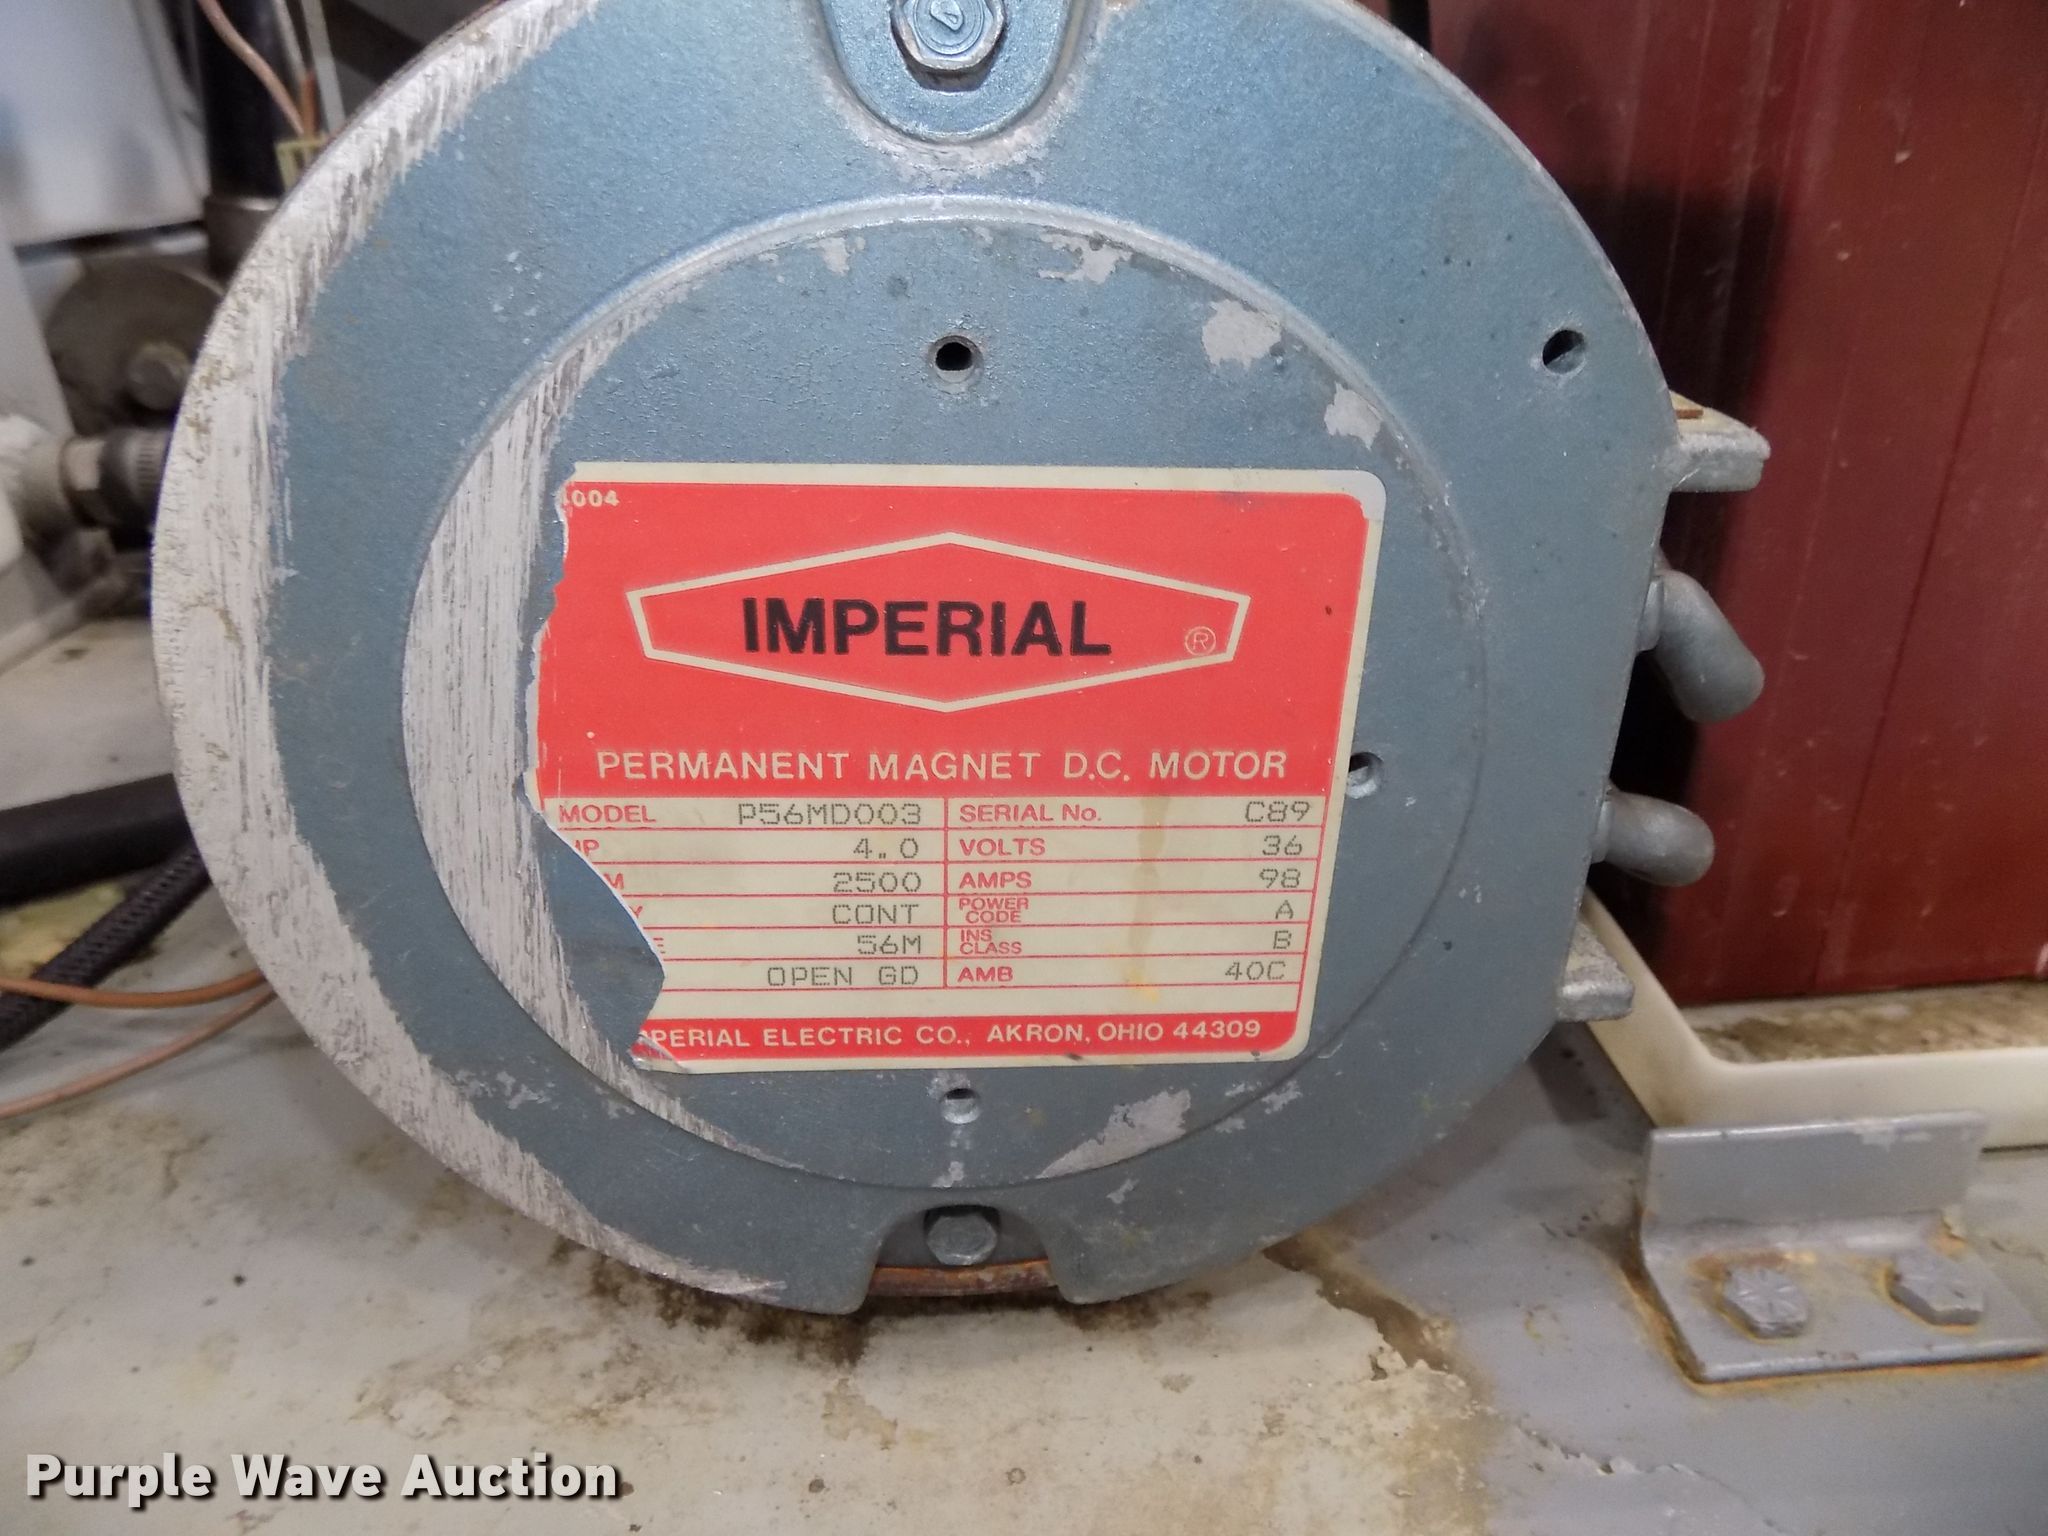 004
IMPERIAL ®
PERMANENT MAGNET D.C. MOTOR
MODEL P56MD003 SERIAL No. C89
HP 4.0 VOLTS 36
M 2500 AMPS 98
Y CONT POWER CODE A
E 56M INS CLASS B
OPEN GD AMB 40C
PERIAL ELECTRIC CO., AKRON, OHIO 44309
Purple Wave Auction